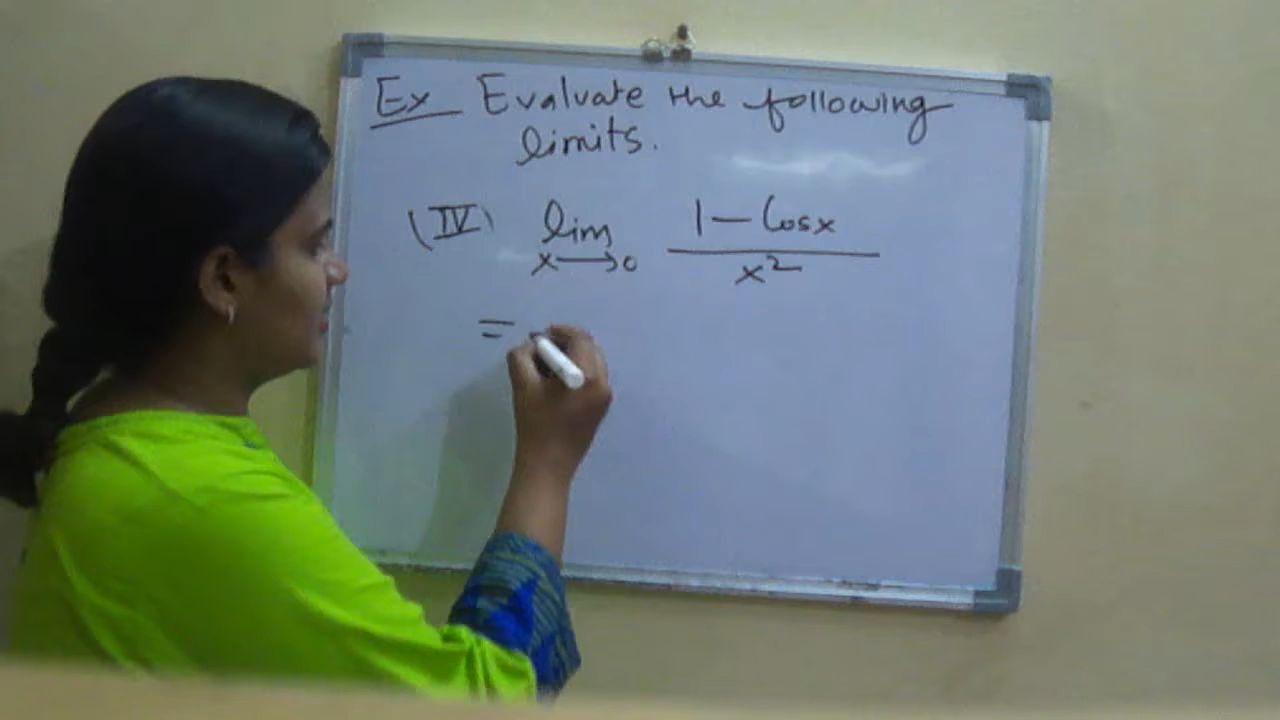 Ex Evaluate the following
limits.
(IV) lim x→0 1 − Cosx / x²
=